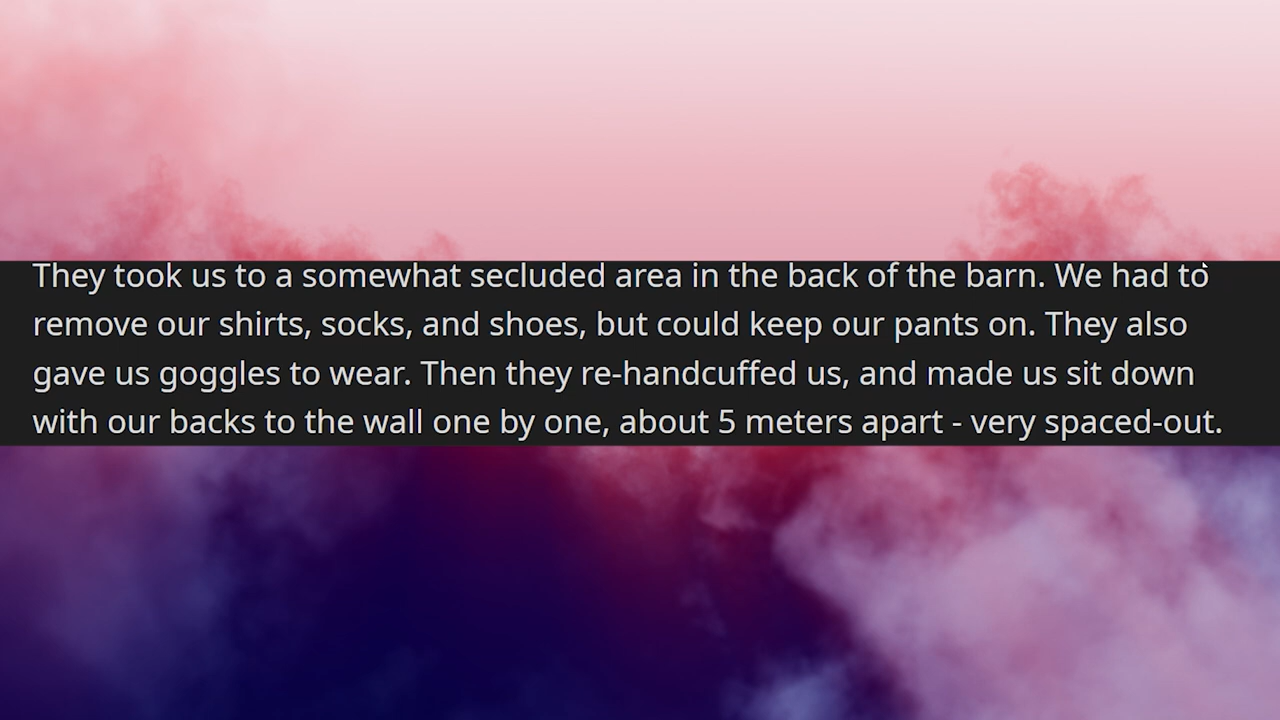 They took us to a somewhat secluded area in the back of the barn. We had to
remove our shirts, socks, and shoes, but could keep our pants on. They also
gave us goggles to wear. Then they re-handcuffed us, and made us sit down
with our backs to the wall one by one, about 5 meters apart - very spaced-out.